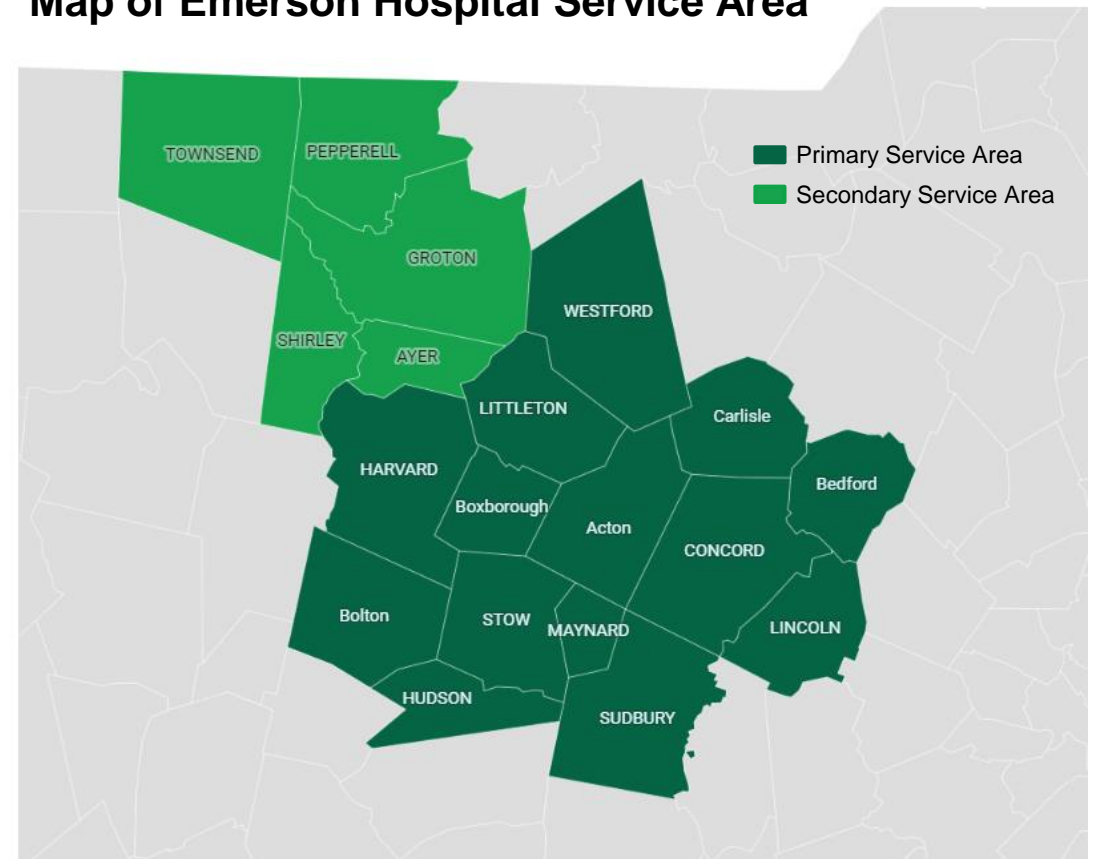 Map of Emerson Hospital Service Area
Primary Service Area
Secondary Service Area
TOWNSEND
PEPPERELL
GROTON
WESTFORD
SHIRLEY
AYER
LITTLETON
Carlisle
HARVARD
Bedford
Boxborough
Acton
CONCORD
Bolton
STOW
MAYNARD
LINCOLN
HUDSON
SUDBURY